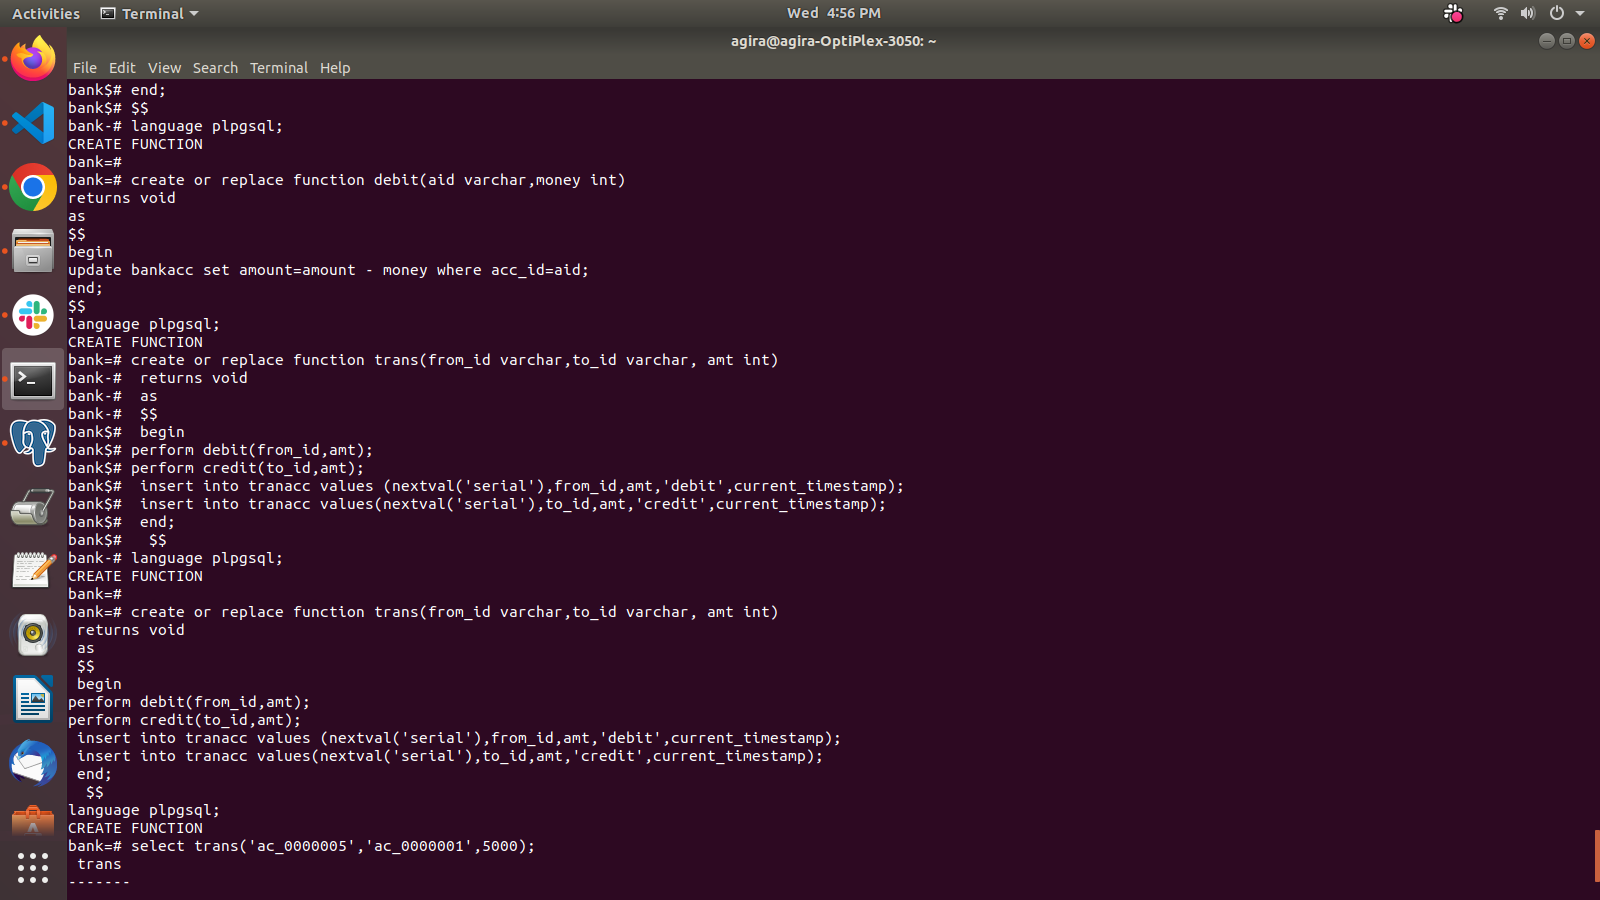 Activities Terminal Wed 4:56 PM
agira@agira-OptiPlex-3050: ~
File Edit View Search Terminal Help
bank$# end;
bank$# $$
bank-# language plpgsql;
CREATE FUNCTION
bank=#
bank=# create or replace function debit(aid varchar,money int)
returns void
as
$$
begin
update bankacc set amount=amount - money where acc_id=aid;
end;
$$
language plpgsql;
CREATE FUNCTION
bank=# create or replace function trans(from_id varchar,to_id varchar, amt int)
bank-#  returns void
bank-#  as
bank-#  $$
bank$#  begin
bank$# perform debit(from_id,amt);
bank$# perform credit(to_id,amt);
bank$#  insert into tranacc values (nextval('serial'),from_id,amt,'debit',current_timestamp);
bank$#  insert into tranacc values(nextval('serial'),to_id,amt,'credit',current_timestamp);
bank$#  end;
bank$#   $$
bank-# language plpgsql;
CREATE FUNCTION
bank=#
bank=# create or replace function trans(from_id varchar,to_id varchar, amt int)
 returns void
 as
 $$
 begin
perform debit(from_id,amt);
perform credit(to_id,amt);
 insert into tranacc values (nextval('serial'),from_id,amt,'debit',current_timestamp);
 insert into tranacc values(nextval('serial'),to_id,amt,'credit',current_timestamp);
 end;
  $$
language plpgsql;
CREATE FUNCTION
bank=# select trans('ac_0000005','ac_0000001',5000);
 trans
-------